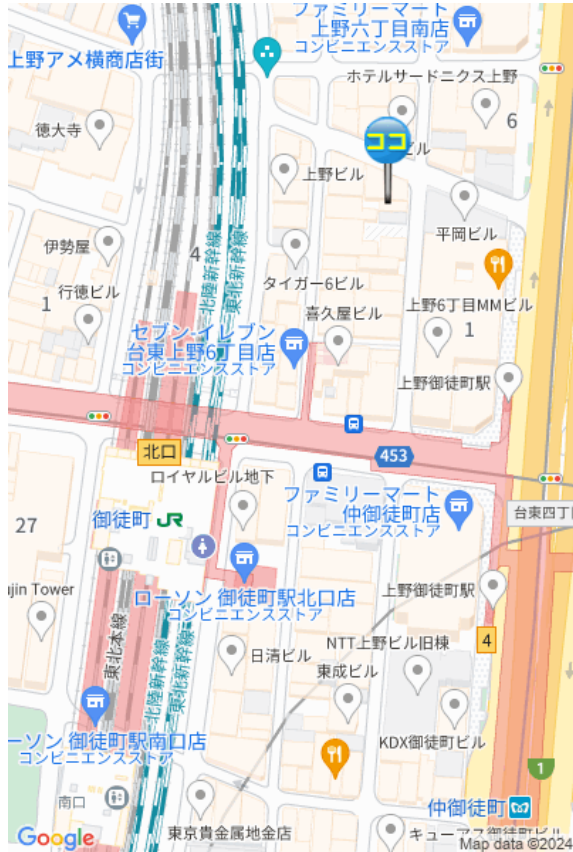 ファミリーマート
上野六丁目南店
コンビニエンスストア
上野アメ横商店街
ホテルサードニクス上野
徳大寺
6
ココ
ビル
上野ビル
平岡ビル
伊勢屋
4
北陸新幹線
東北新幹線
タイガー6ビル
行徳ビル
1
喜久屋ビル
上野6丁目MMビル
1
セブン-イレブン
台東上野6丁目店
コンビニエンスストア
上野御徒町駅
北口
453
ロイヤルビル地下
ファミリーマート
仲御徒町店
コンビニエンスストア
台東四丁
27
御徒町 JR
ujin Tower
ローソン 御徒町駅北口店
コンビニエンスストア
上野御徒町駅
東北本線
北陸新幹線
東北新幹線
日清ビル
NTT上野ビル旧棟
4
東成ビル
ーソン 御徒町駅南口店
コンビニエンスストア
KDX御徒町ビル
1
南口
仲御徒町
東京貴金属地金店
キューアス御徒町ビル
Google
Map data ©2024